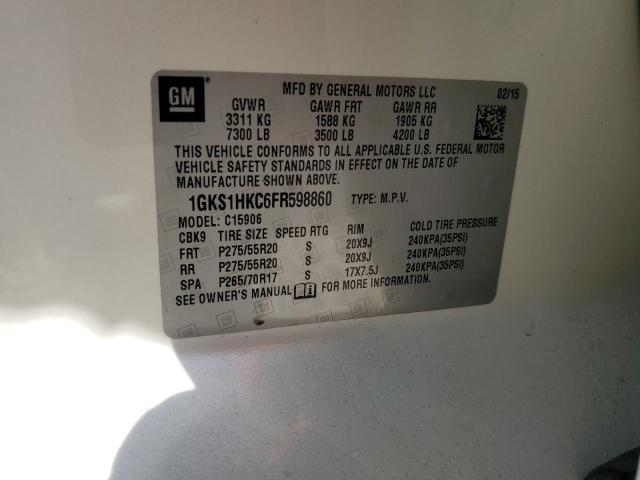 GM
MFD BY GENERAL MOTORS LLC 02/15
GVWR GAWR FRT GAWR RR
3311 KG 1588 KG 1905 KG
7300 LB 3500 LB 4200 LB
THIS VEHICLE CONFORMS TO ALL APPLICABLE U.S. FEDERAL MOTOR
VEHICLE SAFETY STANDARDS IN EFFECT ON THE DATE OF
MANUFACTURE SHOWN ABOVE.
1GKS1HKC6FR598860 TYPE: M.P.V.
MODEL: C15906
CBK9 TIRE SIZE SPEED RTG RIM COLD TIRE PRESSURE
FRT P275/55R20 S 20X9J 240KPA(35PSI)
RR P275/55R20 S 20X9J 240KPA(35PSI)
SPA P265/70R17 S 17X7.5J 240KPA(35PSI)
SEE OWNER'S MANUAL FOR MORE INFORMATION.